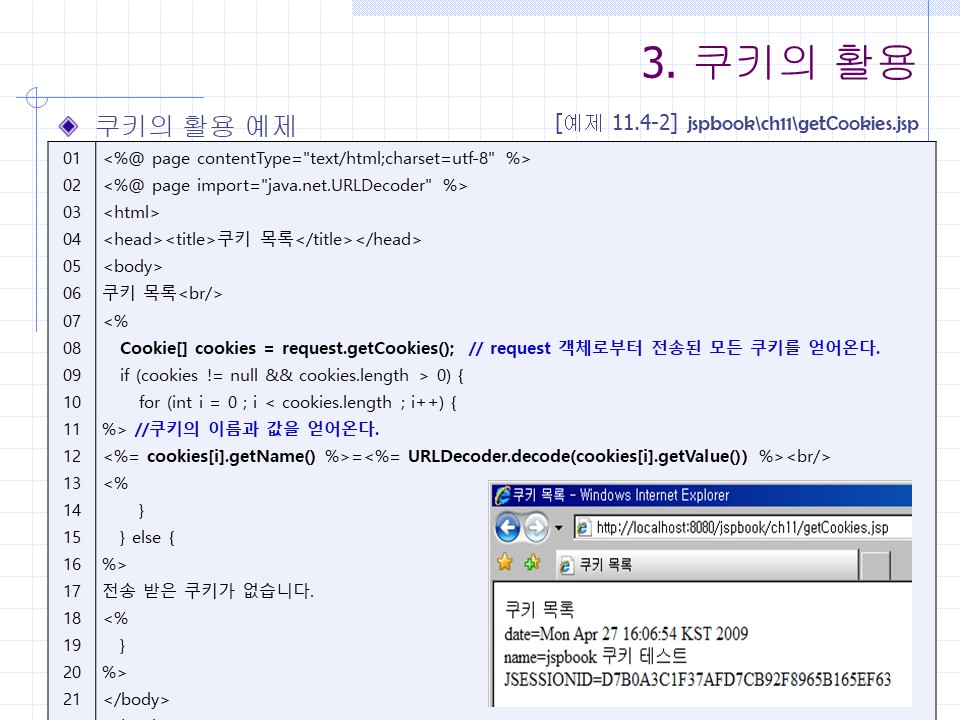 3. 쿠키의 활용
쿠키의 활용 예제
[예제 11.4-2] jspbook\ch11\getCookies.jsp
01 <%@ page contentType="text/html;charset=utf-8" %>
02 <%@ page import="java.net.URLDecoder" %>
03 <html>
04 <head><title>쿠키 목록</title></head>
05 <body>
06 쿠키 목록<br/>
07 <%
08 Cookie[] cookies = request.getCookies(); // request 객체로부터 전송된 모든 쿠키를 얻어온다.
09 if (cookies != null && cookies.length > 0) {
10 for (int i = 0 ; i < cookies.length ; i++) {
11 %> //쿠키의 이름과 값을 얻어온다.
12 <%= cookies[i].getName() %>=<%= URLDecoder.decode(cookies[i].getValue()) %><br/>
13 <%
14 }
15 } else {
16 %>
17 전송 받은 쿠키가 없습니다.
18 <%
19 }
20 %>
21 </body>
쿠키 목록 - Windows Internet Explorer
http://localhost:8080/jspbook/ch11/getCookies.jsp
쿠키 목록
쿠키 목록
date=Mon Apr 27 16:06:54 KST 2009
name=jspbook 쿠키 테스트
JSESSIONID=D7B0A3C1F37AFD7CB92F8965B165EF63